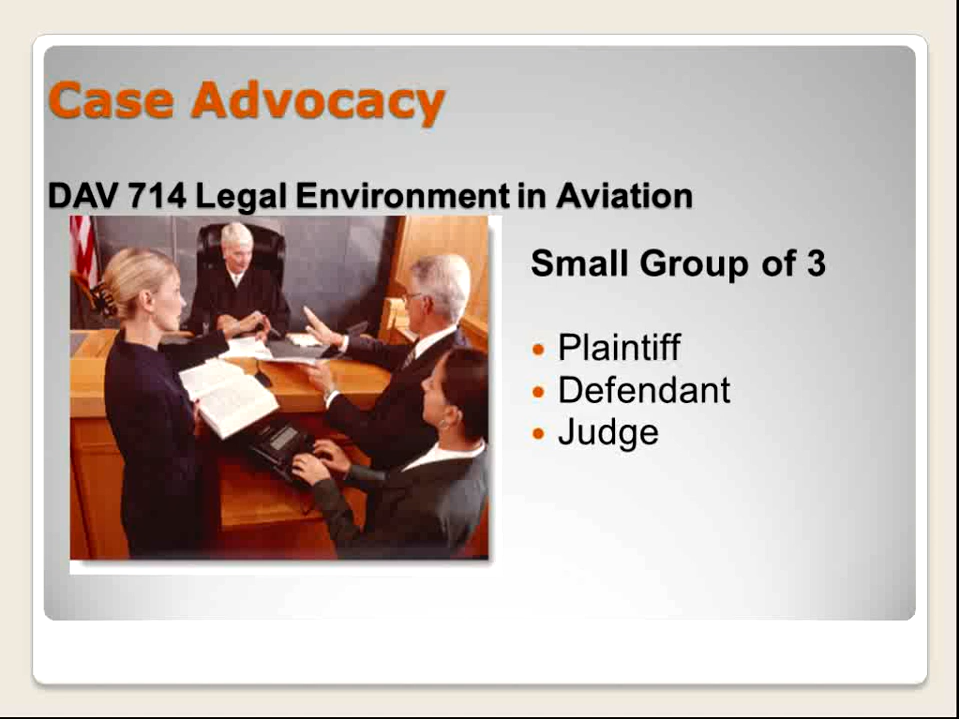 Case Advocacy
DAV 714 Legal Environment in Aviation
Small Group of 3
• Plaintiff
• Defendant
• Judge